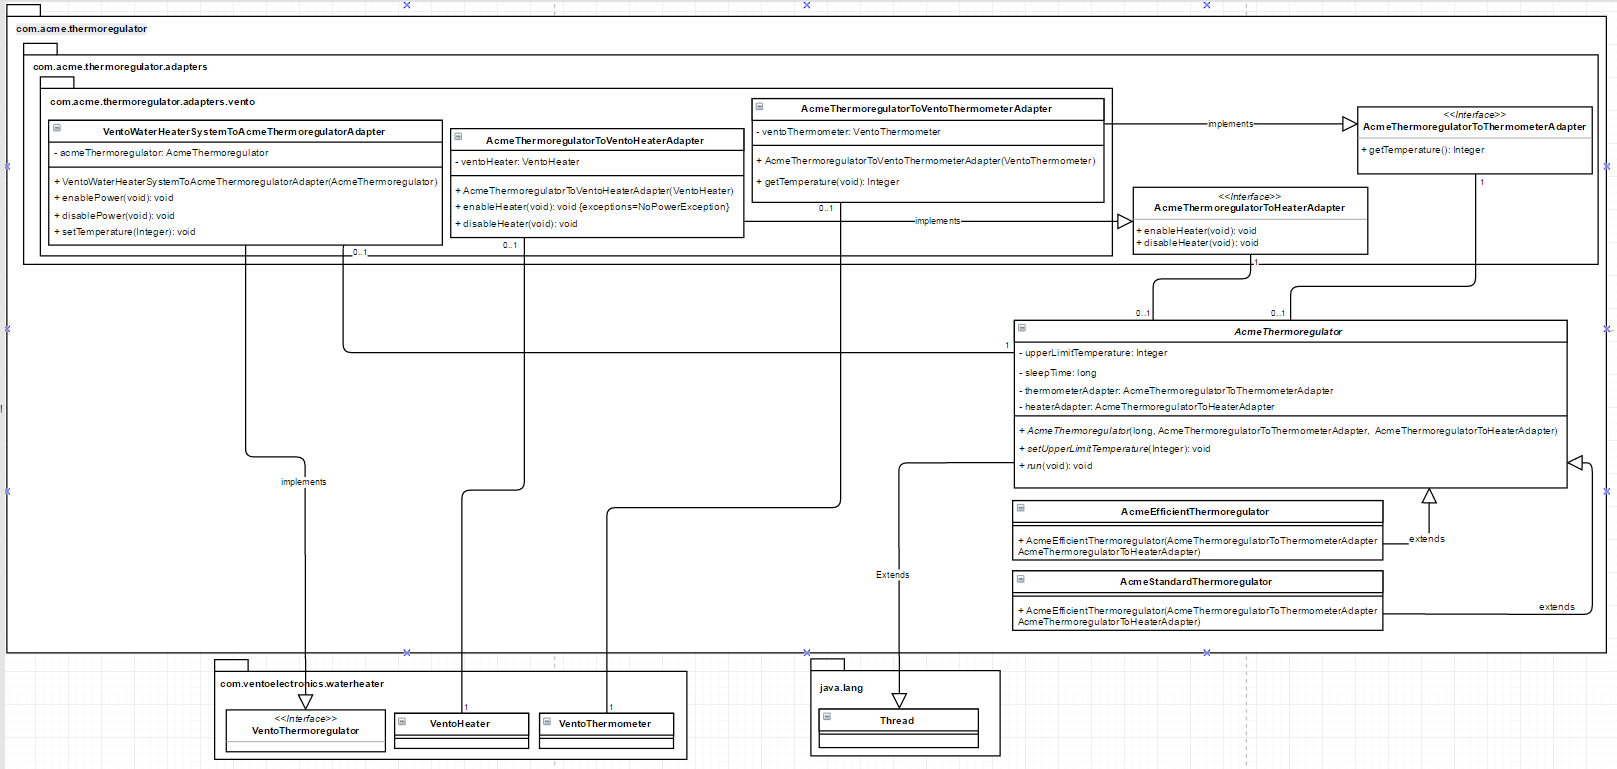 com.acme.thermoregulator
com.acme.thermoregulator.adapters
com.acme.thermoregulator.adapters.vento
VentoWaterHeaterSystemToAcmeThermoregulatorAdapter
- acmeThermoregulator: AcmeThermoregulator
+ VentoWaterHeaterSystemToAcmeThermoregulatorAdapter(AcmeThermoregulator)
+ enablePower(void): void
+ disablePower(void): void
+ setTemperature(Integer): void
0..1
AcmeThermoregulatorToVentoHeaterAdapter
- ventoHeater: VentoHeater
+ AcmeThermoregulatorToVentoHeaterAdapter(VentoHeater)
+ enableHeater(void): void {exceptions=NoPowerException}
+ disableHeater(void): void
0..1
AcmeThermoregulatorToVentoThermometerAdapter
- ventoThermometer: VentoThermometer
+ AcmeThermoregulatorToVentoThermometerAdapter(VentoThermometer)
+ getTemperature(void): Integer
0..1
implements
implements
<<Interface>>
AcmeThermoregulatorToThermometerAdapter
+ getTemperature(): Integer
1
<<Interface>>
AcmeThermoregulatorToHeaterAdapter
+ enableHeater(void): void
+ disableHeater(void): void
1
0..1
0..1
1
AcmeThermoregulator
- upperLimitTemperature: Integer
- sleepTime: long
- thermometerAdapter: AcmeThermoregulatorToThermometerAdapter
- heaterAdapter: AcmeThermoregulatorToHeaterAdapter
+ AcmeThermoregulator(long, AcmeThermoregulatorToThermometerAdapter, AcmeThermoregulatorToHeaterAdapter)
+ setUpperLimitTemperature(Integer): void
+ run(void): void
AcmeEfficientThermoregulator
+ AcmeEfficientThermoregulator(AcmeThermoregulatorToThermometerAdapter
AcmeThermoregulatorToHeaterAdapter)
extends
AcmeStandardThermoregulator
+ AcmeEfficientThermoregulator(AcmeThermoregulatorToThermometerAdapter
AcmeThermoregulatorToHeaterAdapter)
extends
implements
Extends
com.ventoelectronics.waterheater
<<Interface>>
VentoThermoregulator
1
VentoHeater
1
VentoThermometer
java.lang
Thread